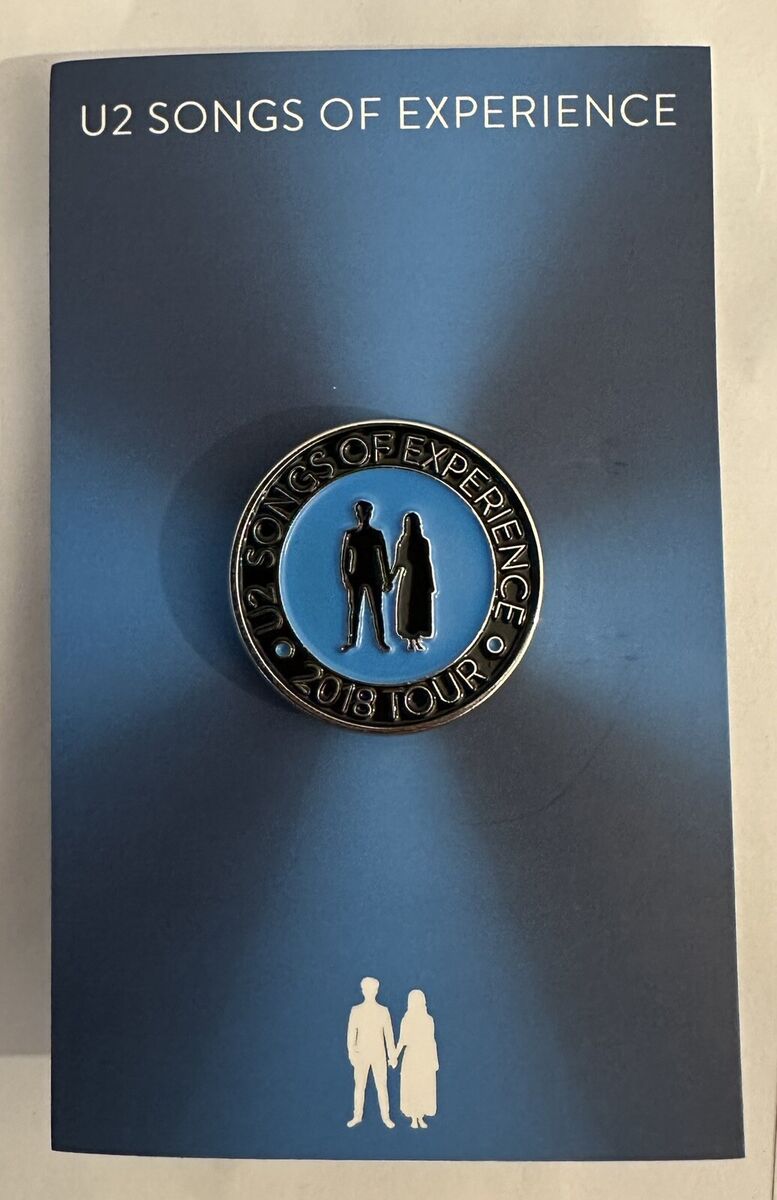 U2 SONGS OF EXPERIENCE
U2 SONGS OF EXPERIENCE
2018 TOUR